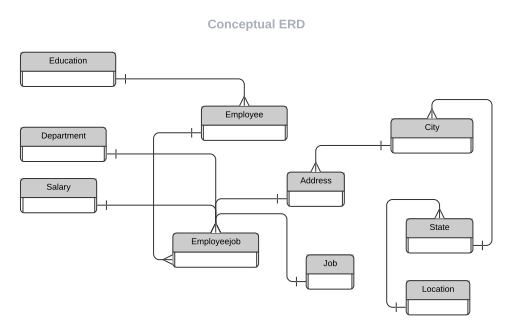 Conceptual ERD
Education
Employee
Department
City
Salary
Address
Employeejob
State
Job
Location